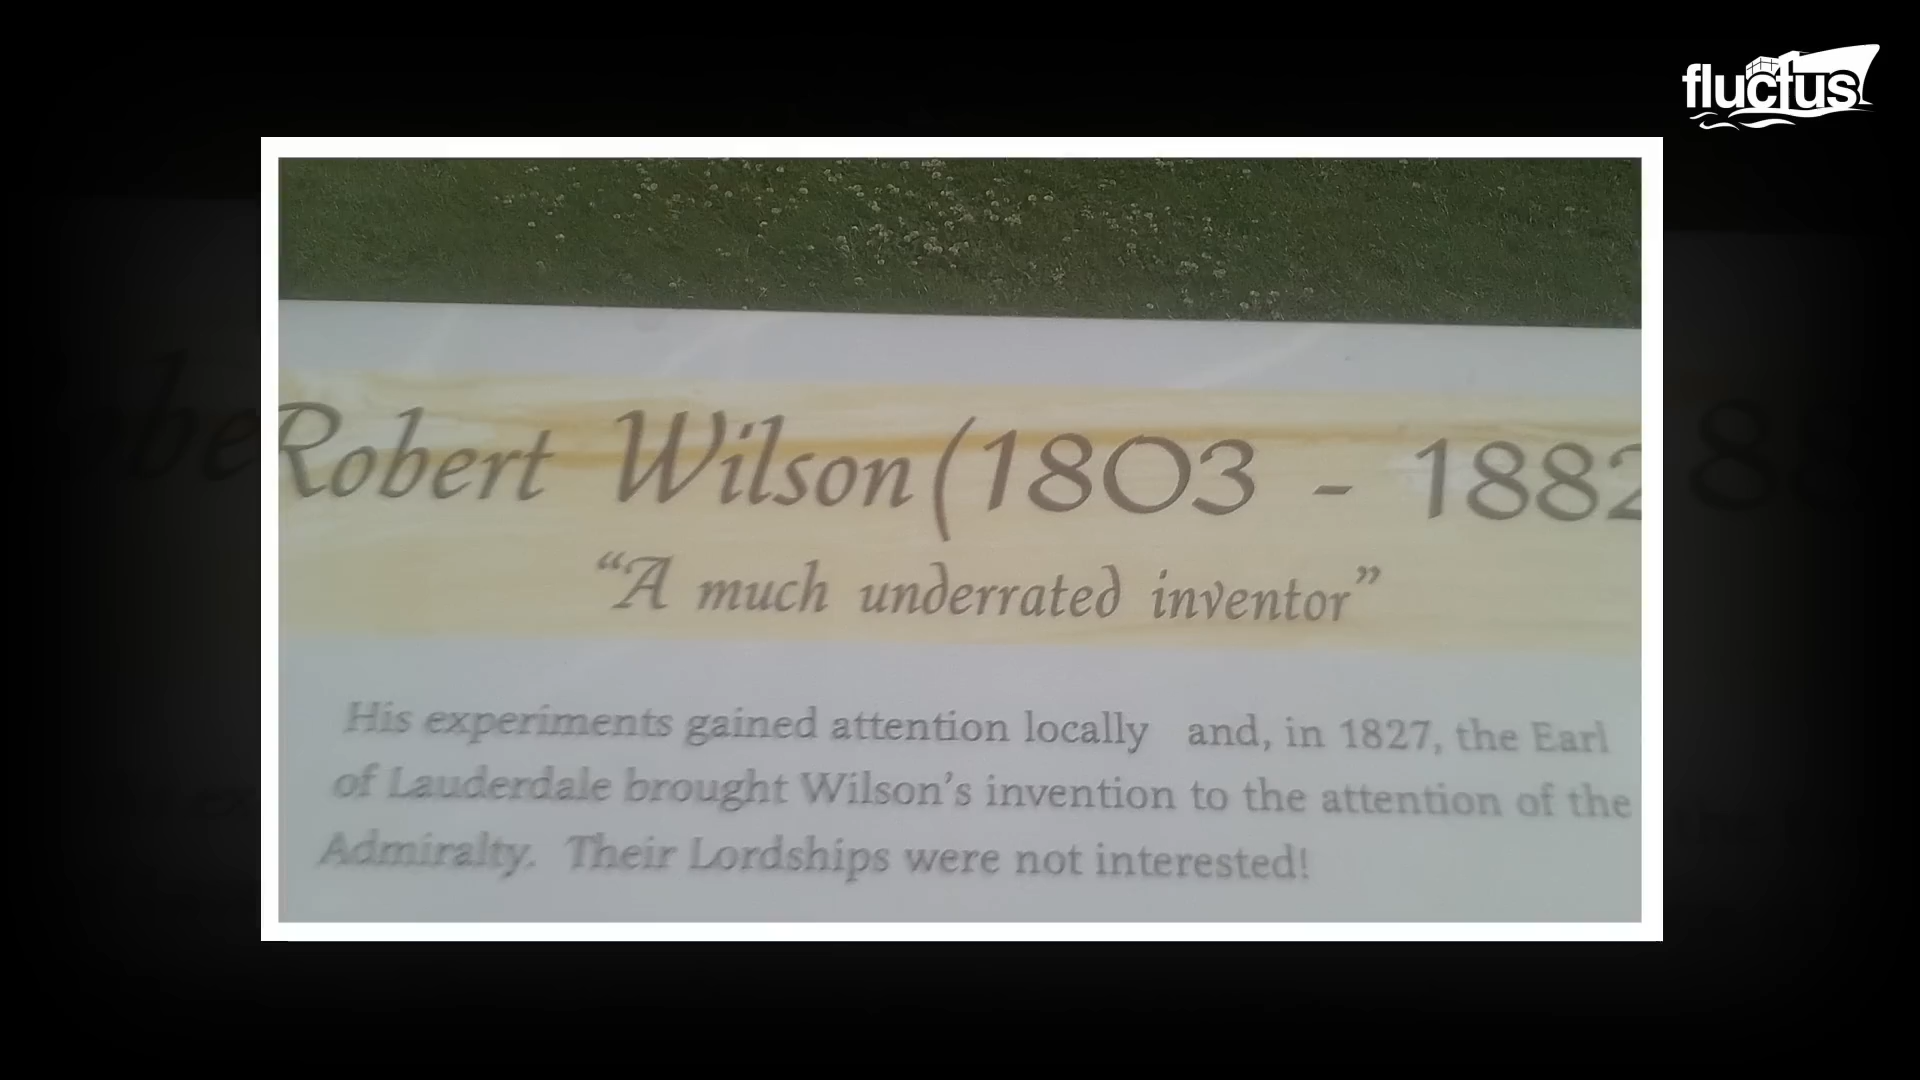 fluctus
Robert Wilson (1803 - 1882
“A much underrated inventor”
His experiments gained attention locally and, in 1827, the Earl
of Lauderdale brought Wilson’s invention to the attention of the
Admiralty. Their Lordships were not interested!